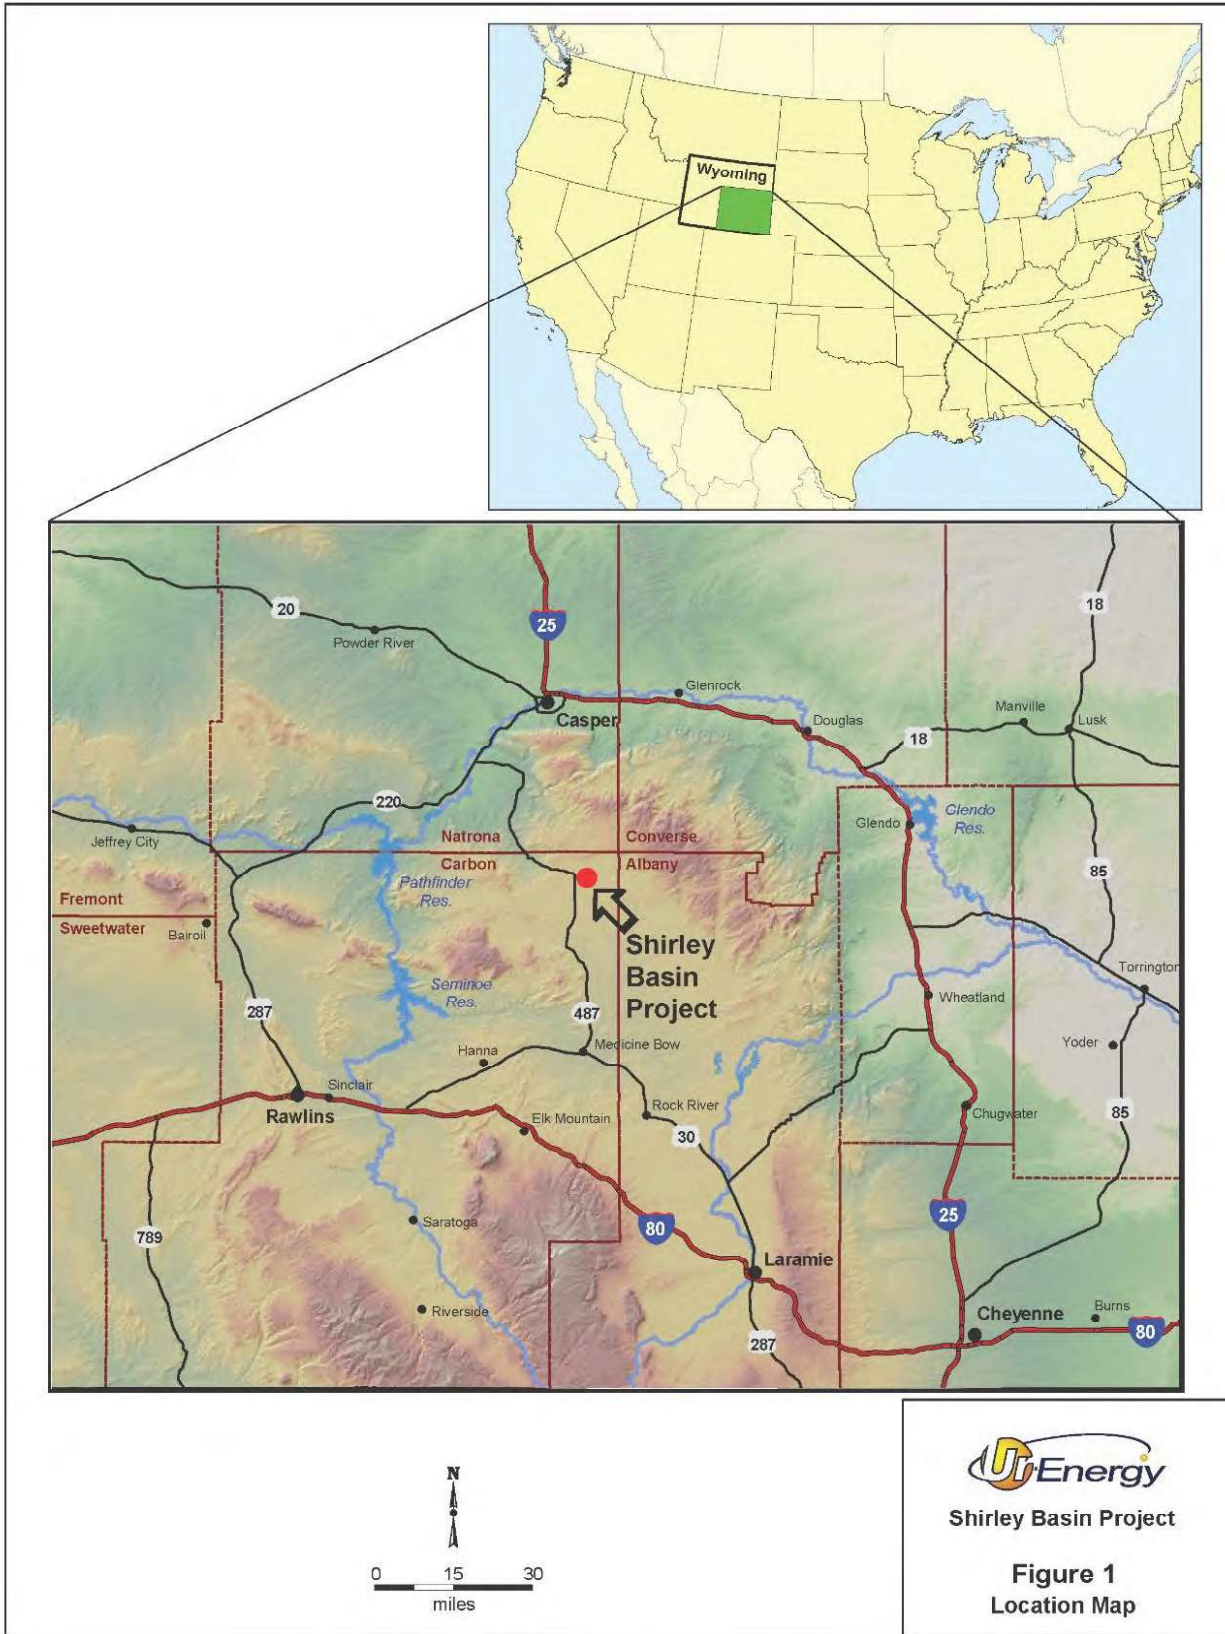 Wyoming
20
Powder River
25
18
Casper
Glenrock
Douglas
18
Manville
Lusk
220
Jeffrey City
Natrona
Converse
Carbon
Albany
Glendo
Glendo
Res.
Pathfinder
Res.
85
Fremont
Sweetwater
Bairoil
Shirley
Basin
Project
Seminoe
Res.
287
487
Torrington
Wheatland
Hanna
Medicine Bow
Yoder
Sinclair
Rawlins
Rock River
Elk Mountain
30
Chugwater
85
Saratoga
789
80
25
Laramie
Riverside
287
Cheyenne
Burns
80
N
0 15 30
miles
Ur-Energy
Shirley Basin Project
Figure 1
Location Map